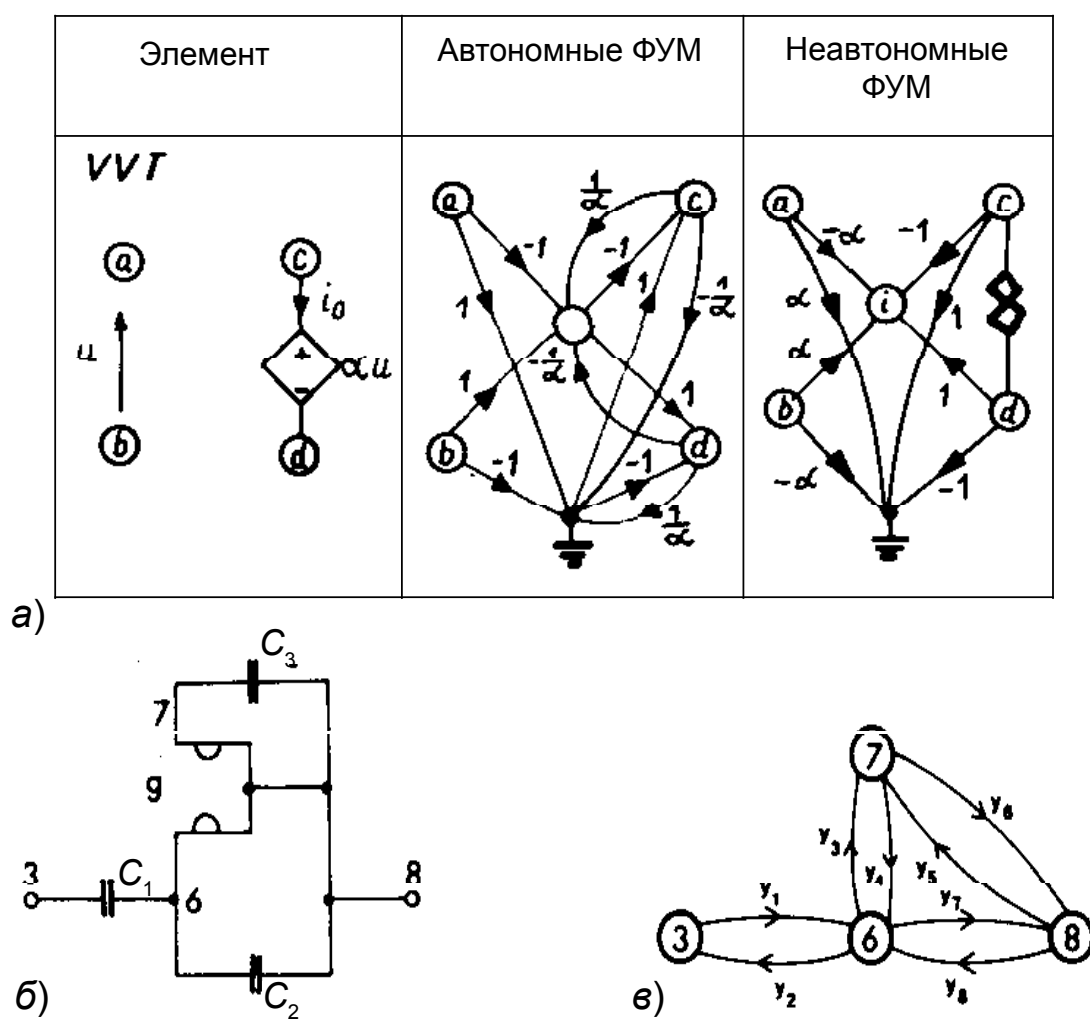 Элемент
Автономные ФУМ
Неавтономные
ФУМ
VVT
a
b
u
c
i₀
+
-
αu
d
a
b
c
d
-1
1
1
-1
1/α
-1
1
-1/α
-1/α
1
-1
1/α
a
b
c
d
i
-α
α
α
-α
-1
1
1
-1
а)
C₃
7
g
3
C₁
6
8
C₂
б)
7
y₃
y₄
y₅
y₆
y₁
y₇
3
6
8
y₂
y₈
в)